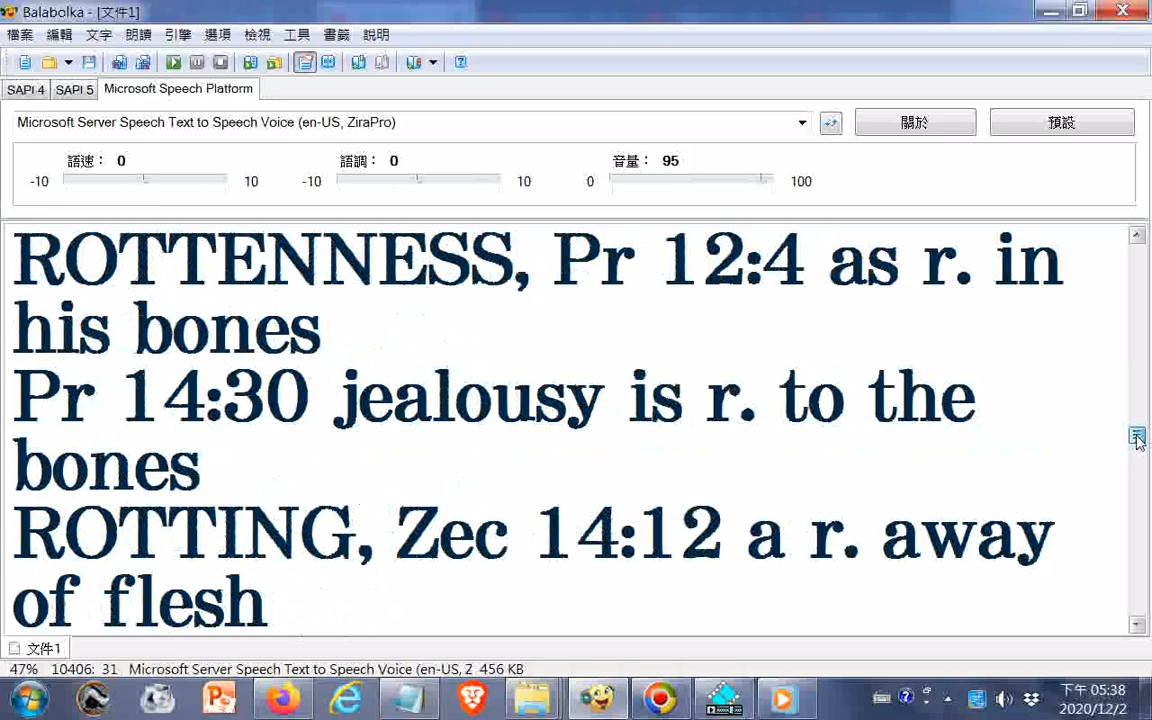 Balabolka - [文件1]
檔案 編輯 文字 朗讀 引擎 選項 檢視 工具 書籤 說明
SAPI 4 SAPI 5 Microsoft Speech Platform
Microsoft Server Speech Text to Speech Voice (en-US, ZiraPro) 關於 預設
語速： 0 語調： 0 音量： 95
-10 10 -10 10 0 100
ROTTENNESS, Pr 12:4 as r. in
his bones
Pr 14:30 jealousy is r. to the
bones
ROTTING, Zec 14:12 a r. away
of flesh
文件1
47% 10406: 31 Microsoft Server Speech Text to Speech Voice (en-US, Z 456 KB
下午 05:38
2020/12/2